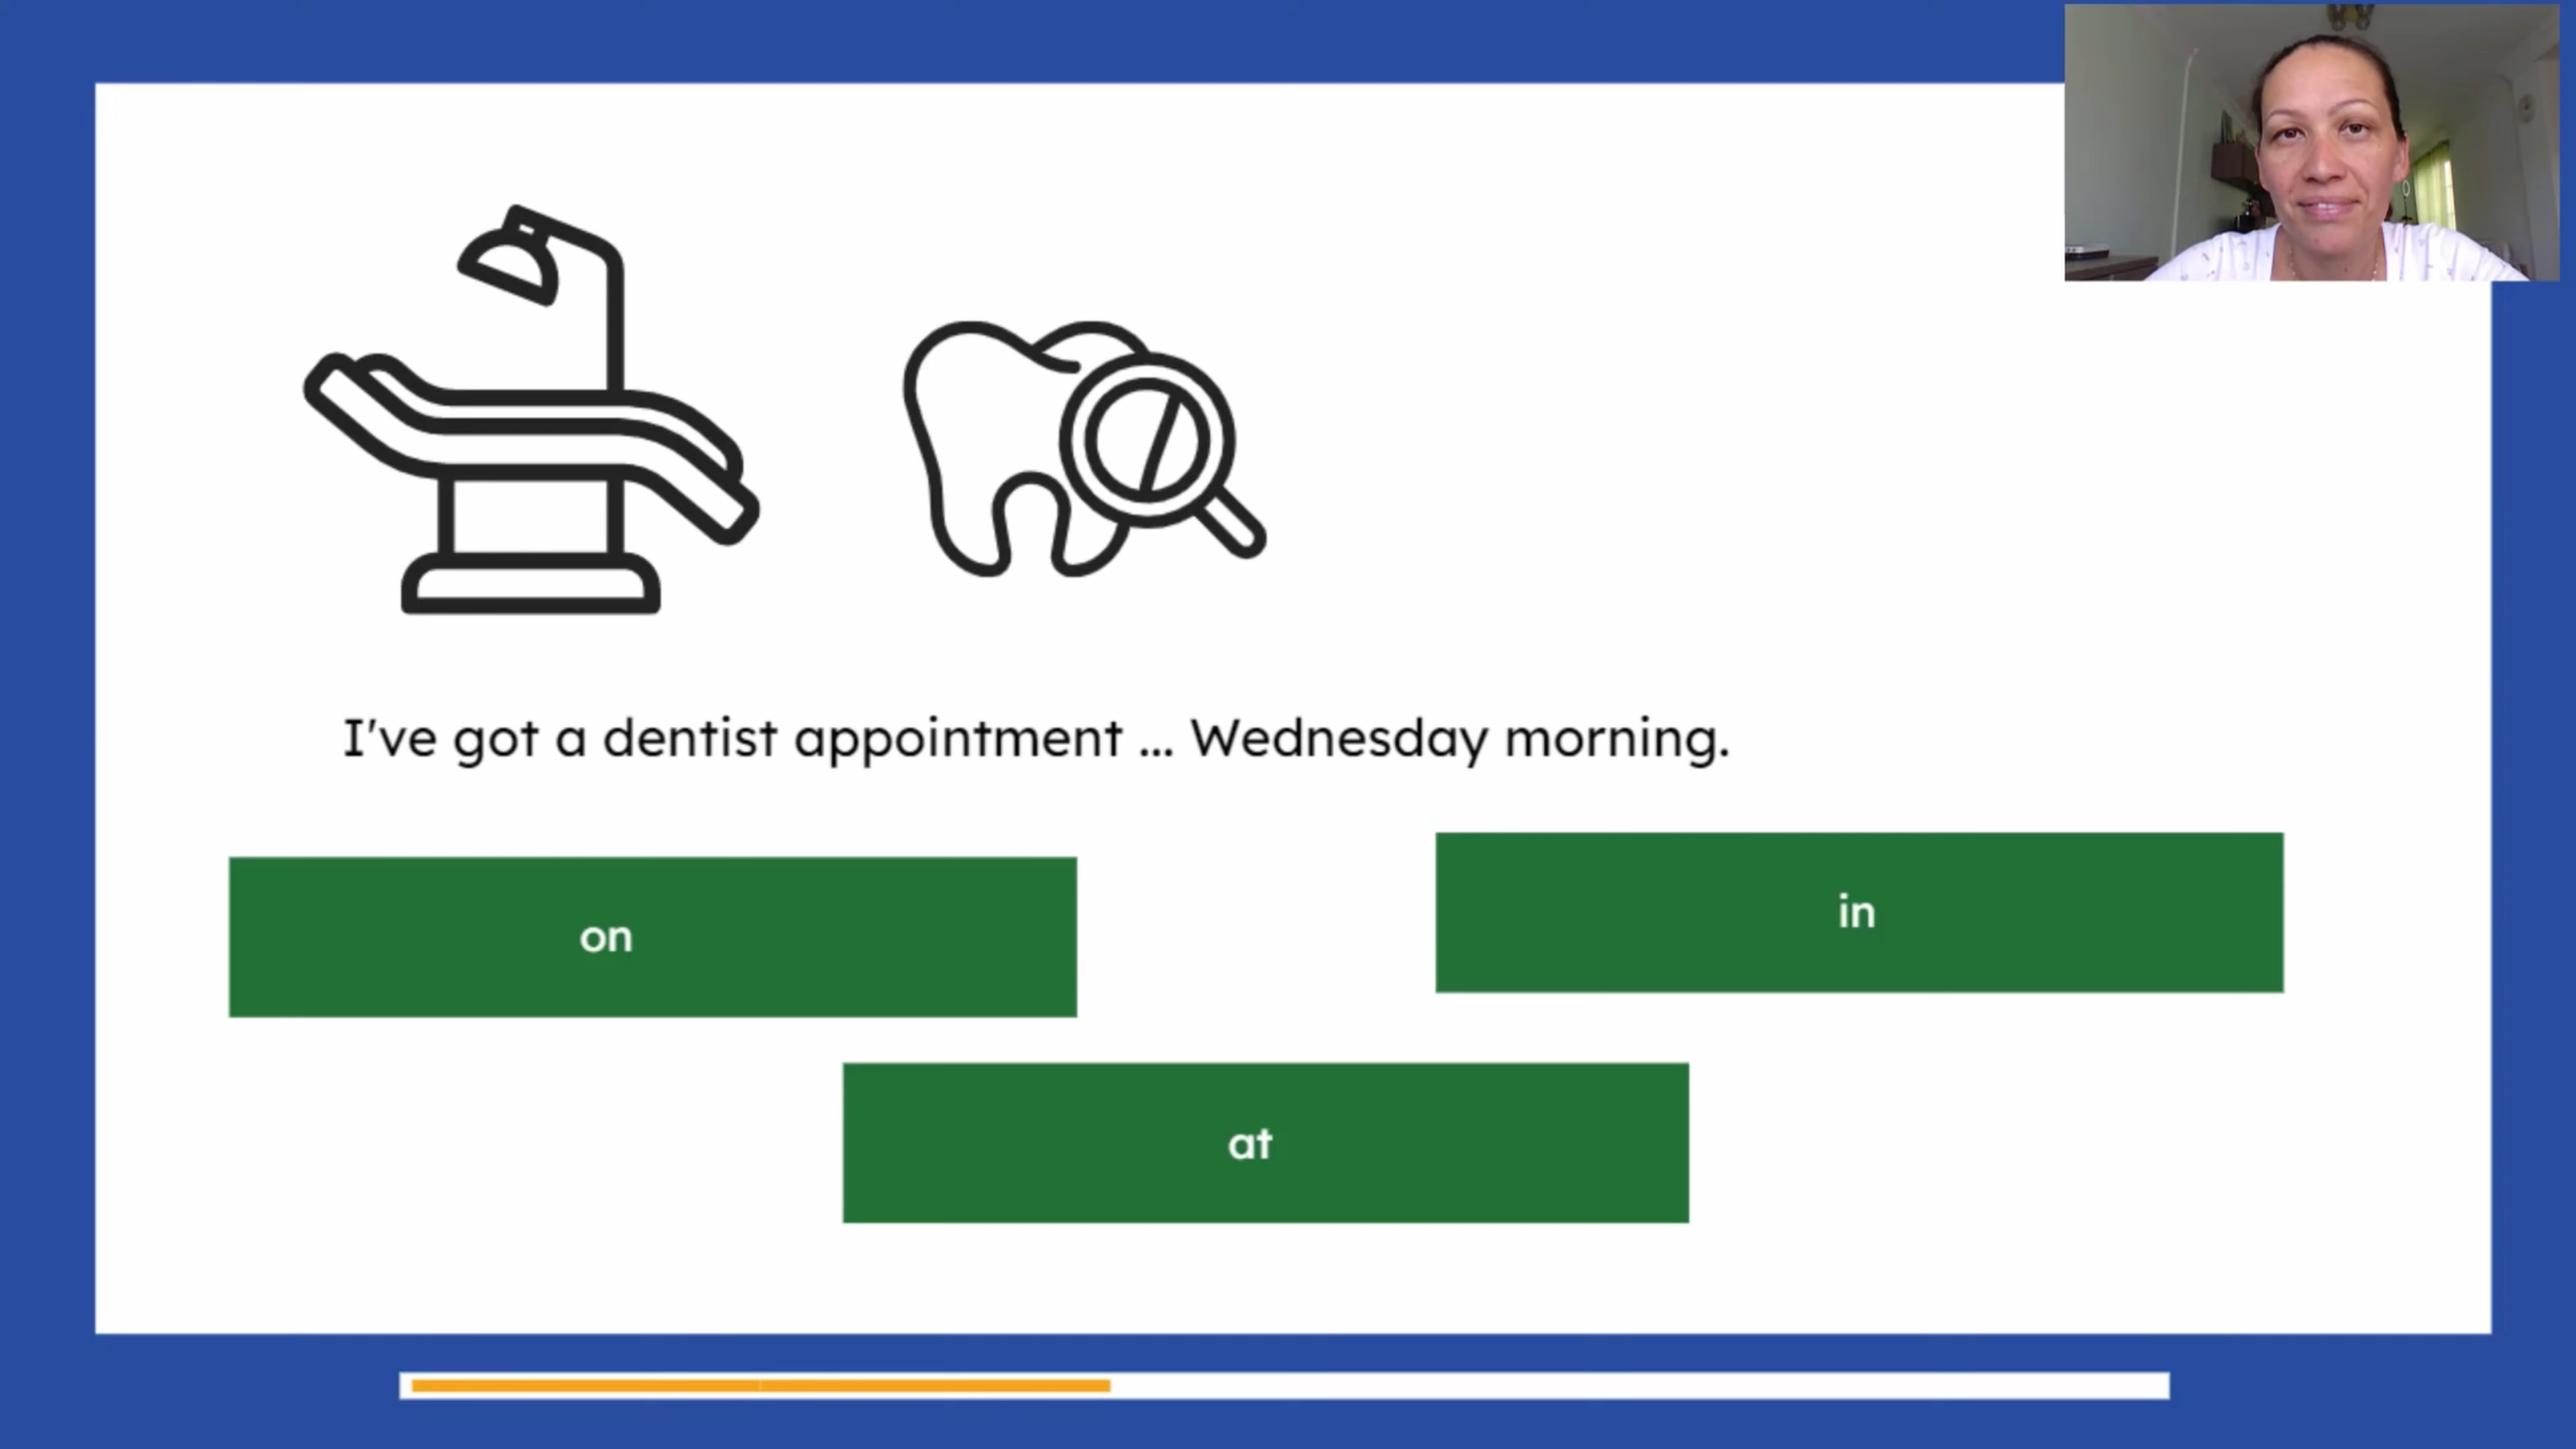 I've got a dentist appointment ... Wednesday morning.
on
in
at